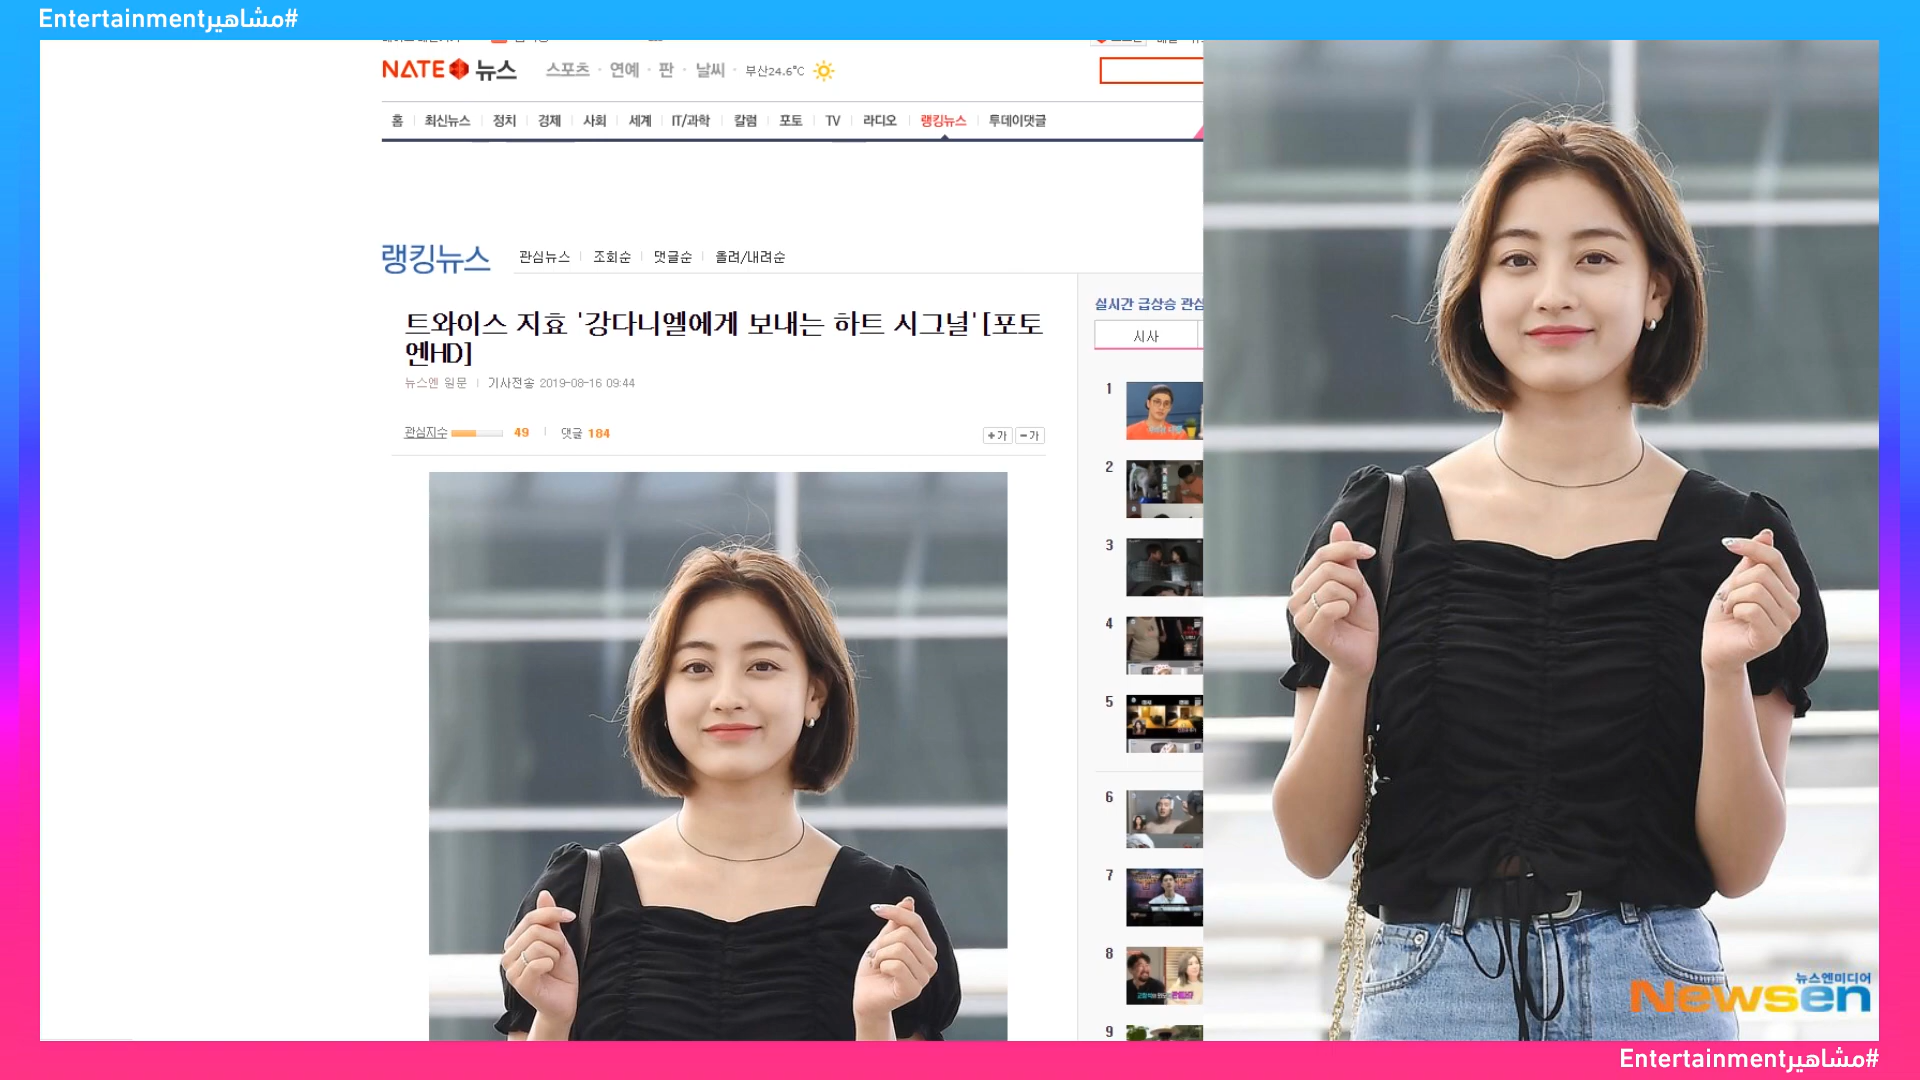 #مشاهيرEntertainment
NATE 뉴스 스포츠 · 연예 · 판 · 날씨 · 부산24.6℃
홈 최신뉴스 정치 경제 사회 세계 IT/과학 칼럼 포토 TV 라디오 랭킹뉴스 투데이댓글
랭킹뉴스 관심뉴스 조회순 댓글순 올려/내려순
트와이스 지효 '강다니엘에게 보내는 하트 시그널'[포토
엔HD]
뉴스엔 원문 기사전송 2019-08-16 09:44
관심지수 49 댓글 184
+가 -가
실시간 급상승 관심
시사
1
2
3
4
5
6
7
8
9
뉴스엔미디어
Newsen
#مشاهيرEntertainment